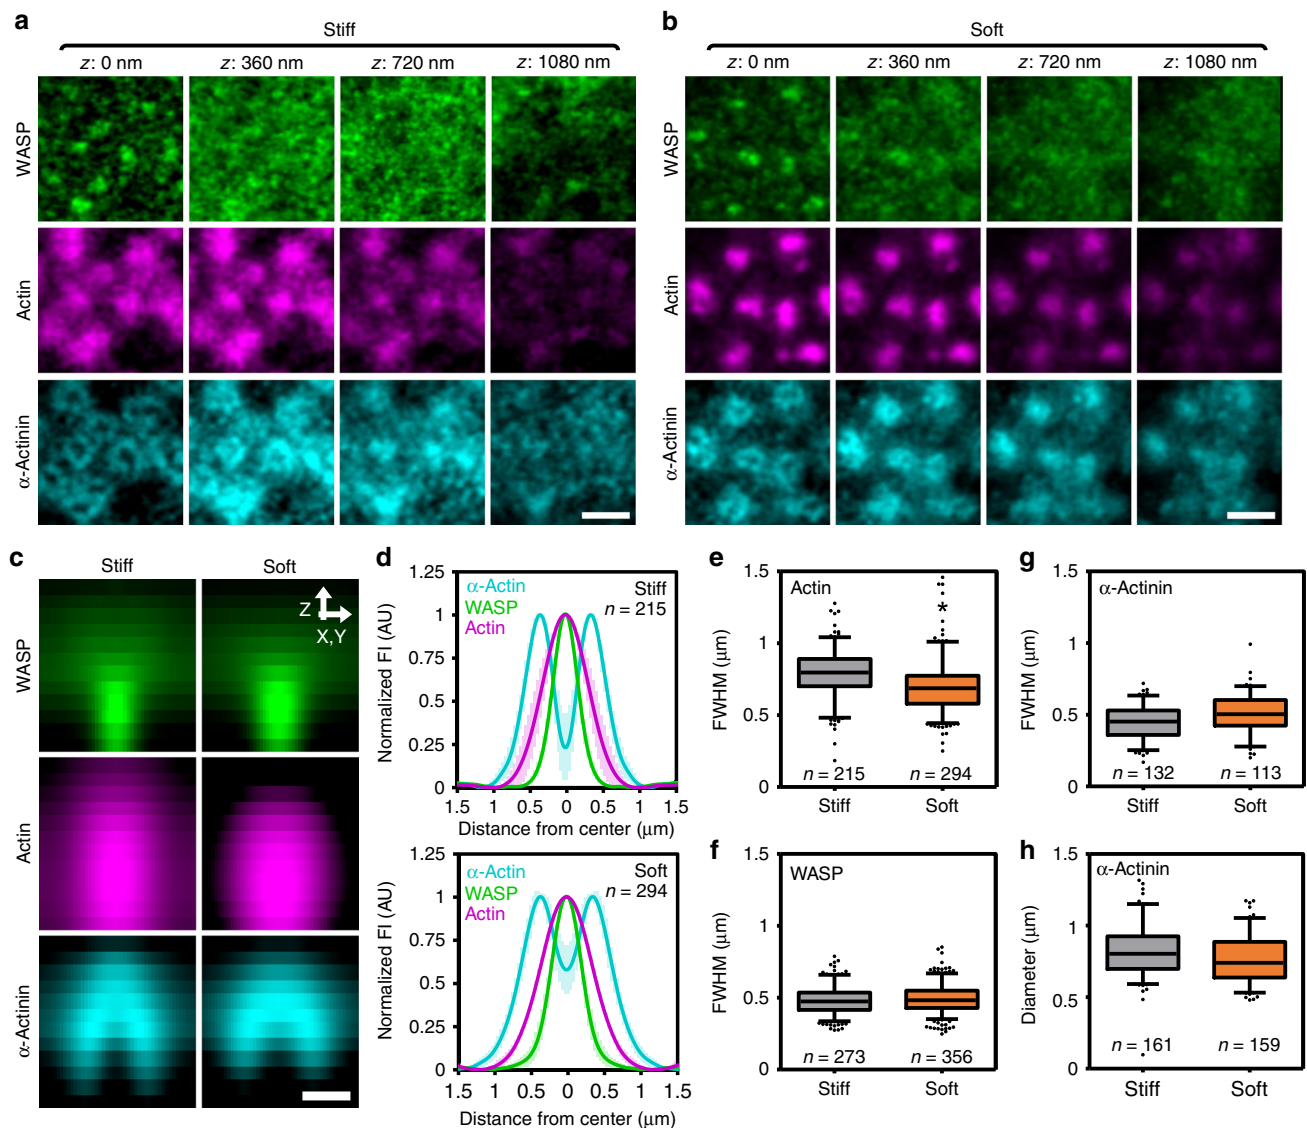 a
Stiff
z: 0 nm
z: 360 nm
z: 720 nm
z: 1080 nm
WASP
Actin
α-Actinin
b
Soft
z: 0 nm
z: 360 nm
z: 720 nm
z: 1080 nm
WASP
Actin
α-Actinin
c
Stiff
Soft
Z
X,Y
WASP
Actin
α-Actinin
d
Normalized FI (AU)
1.25
1
0.75
0.5
0.25
0
α-Actin
WASP
Actin
Stiff
n = 215
1.5 1 0.5 0 0.5 1 1.5
Distance from center (μm)
Normalized FI (AU)
1.25
1
0.75
0.5
0.25
0
α-Actin
WASP
Actin
Soft
n = 294
1.5 1 0.5 0 0.5 1 1.5
Distance from center (μm)
e
FWHM (μm)
1.5
1
0.5
0
Actin
*
n = 215
n = 294
Stiff
Soft
f
FWHM (μm)
1.5
1
0.5
0
WASP
n = 273
n = 356
Stiff
Soft
g
FWHM (μm)
1.5
1
0.5
0
α-Actinin
n = 132
n = 113
Stiff
Soft
h
Diameter (μm)
1.5
1
0.5
0
α-Actinin
n = 161
n = 159
Stiff
Soft